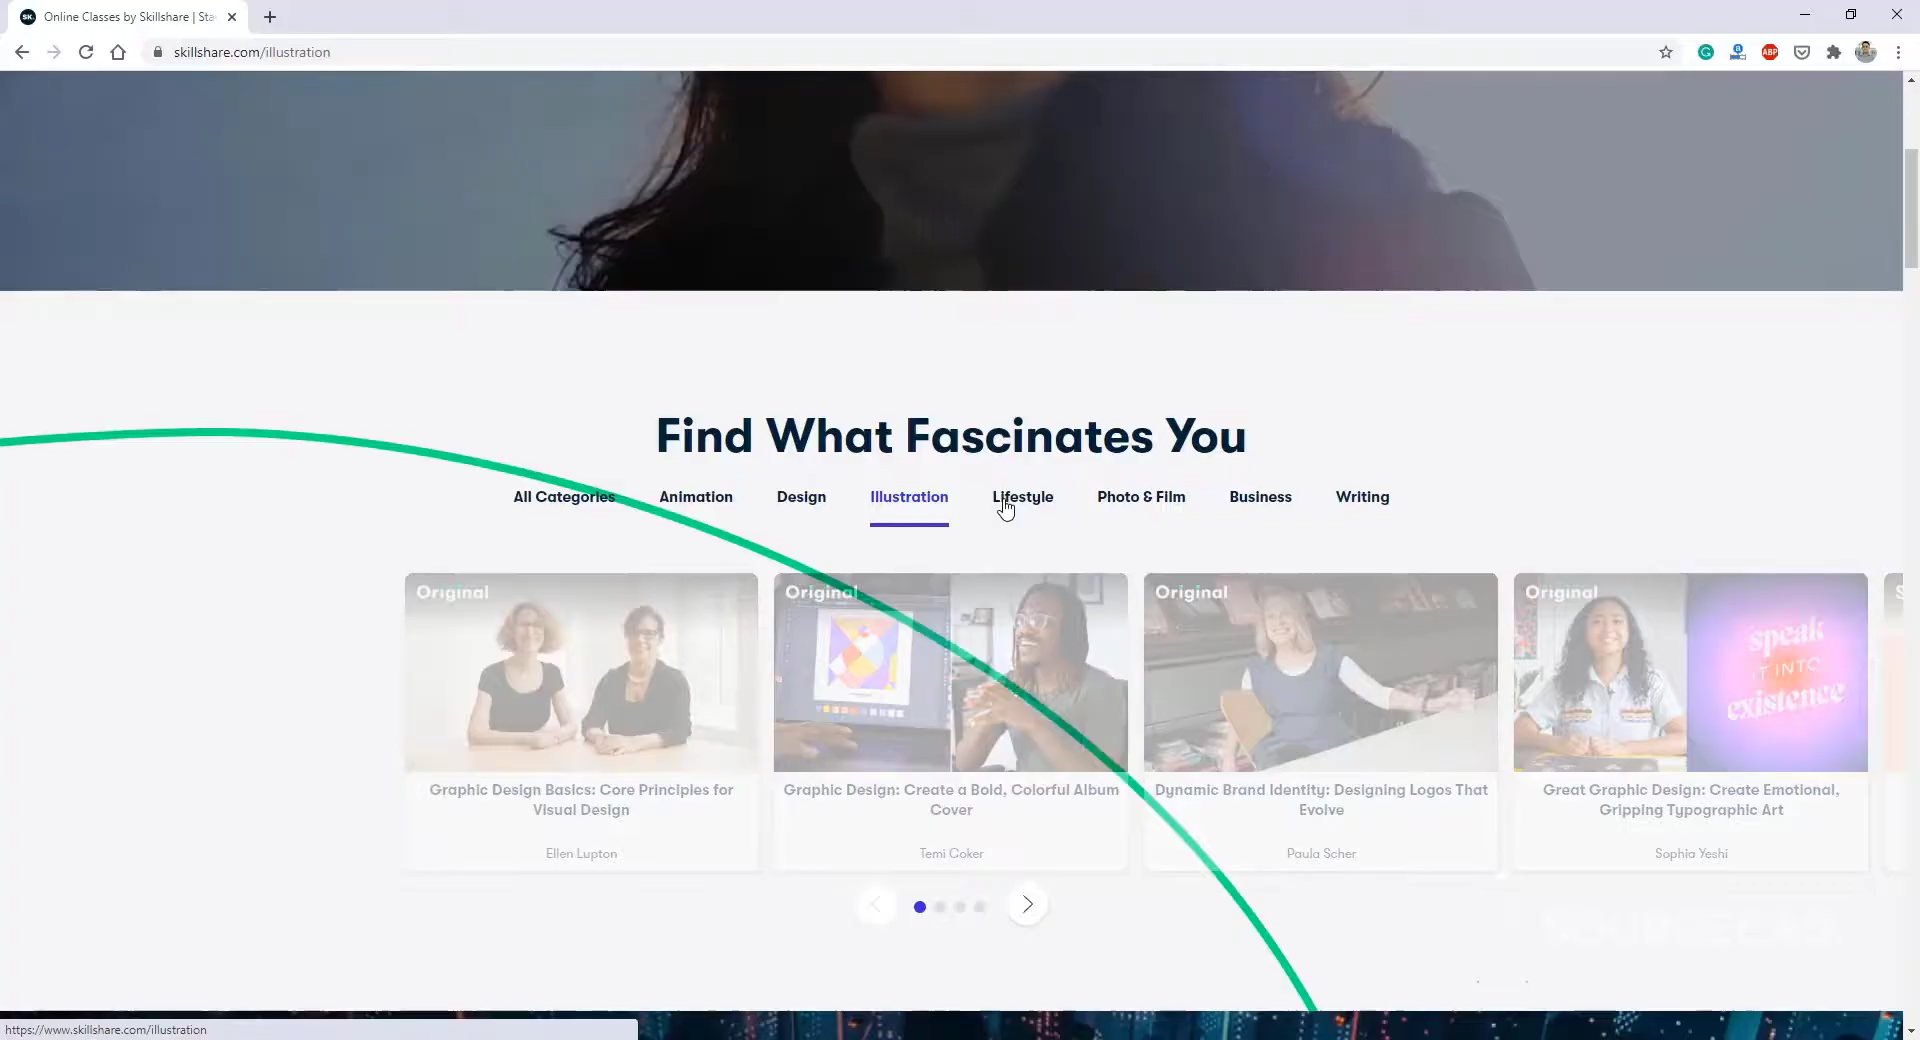 Online Classes by Skillshare | Sta
skillshare.com/illustration
Find What Fascinates You
All Categories Animation Design Illustration Lifestyle Photo & Film Business Writing
Original Original Original Original S
speak
IT INTO
existence
Graphic Design Basics: Core Principles for
Visual Design
Ellen Lupton
Graphic Design: Create a Bold, Colorful Album
Cover
Temi Coker
Dynamic Brand Identity: Designing Logos That
Evolve
Paula Scher
Great Graphic Design: Create Emotional,
Gripping Typographic Art
Sophia Yeshi
https://www.skillshare.com/illustration